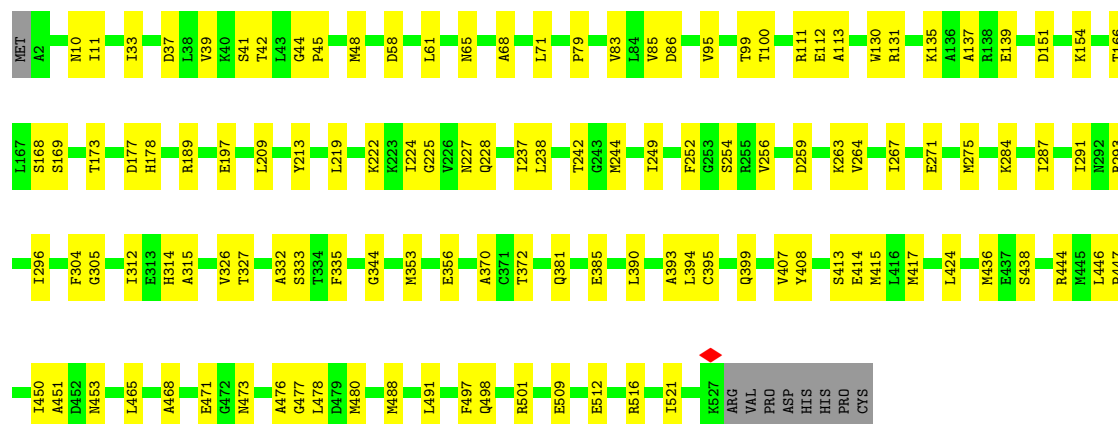 MET A2 N10 I11 I33 D37 L38 V39 K40 S41 T42 L43 G44 P45 M48 D58 L61 N65 A68 L71 P79 V83 L84 V85 D86 V95 T99 T100 R111 E112 A113 W130 R131 K135 A136 A137 R138 E139 D151 K154 T166
L167 S168 S169 T173 D177 H178 R189 E197 L209 Y213 L219 K222 K223 I224 G225 V226 N227 Q228 I237 L238 T242 G243 M244 I249 F252 G253 S254 R255 V256 D259 K263 V264 I267 E271 M275 K284 I287 I291 N292
I296 F304 G305 I312 E313 H314 A315 V326 T327 A332 S333 T334 F335 G344 M353 E356 A370 C371 T372 Q381 E385 L390 A393 L394 C395 Q399 V407 Y408 S413 E414 M415 L416 M417 L424 M436 E437 S438 R444 M445 L446
I450 A451 D452 N453 L465 A468 E471 G472 N473 A476 G477 L478 D479 M480 M488 L491 F497 Q498 R501 E509 E512 R516 I521 K527 ARG VAL PRO ASP HIS HIS PRO CYS